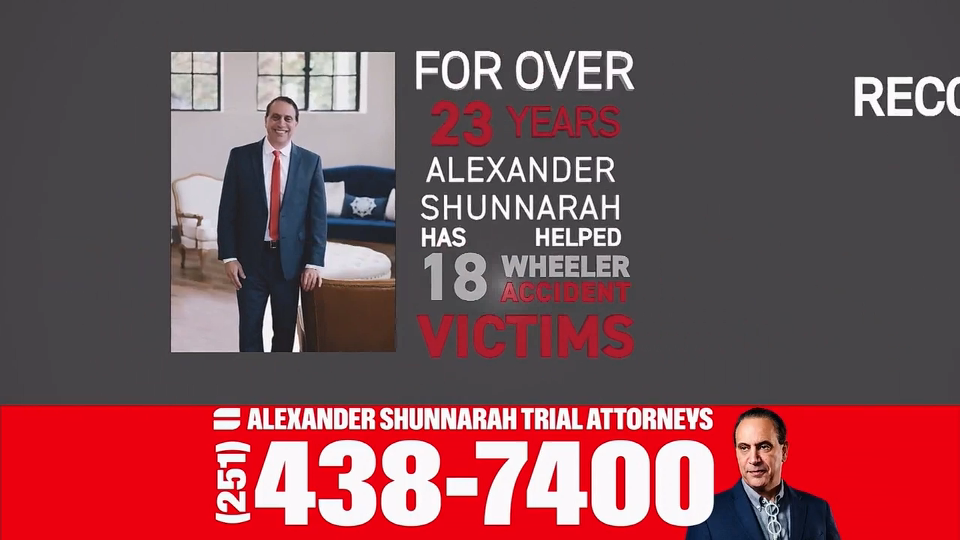 FOR OVER
23 YEARS
ALEXANDER
SHUNNARAH
HAS HELPED
18 WHEELER
ACCIDENT
VICTIMS
RECO
ALEXANDER SHUNNARAH TRIAL ATTORNEYS
(251) 438-7400